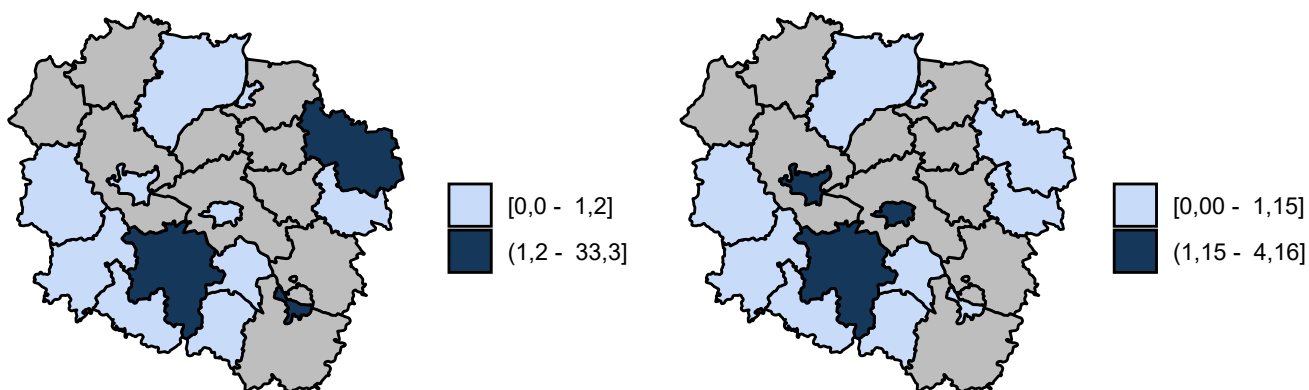 [0,0 - 1,2]
(1,2 - 33,3]
[0,00 - 1,15]
(1,15 - 4,16]